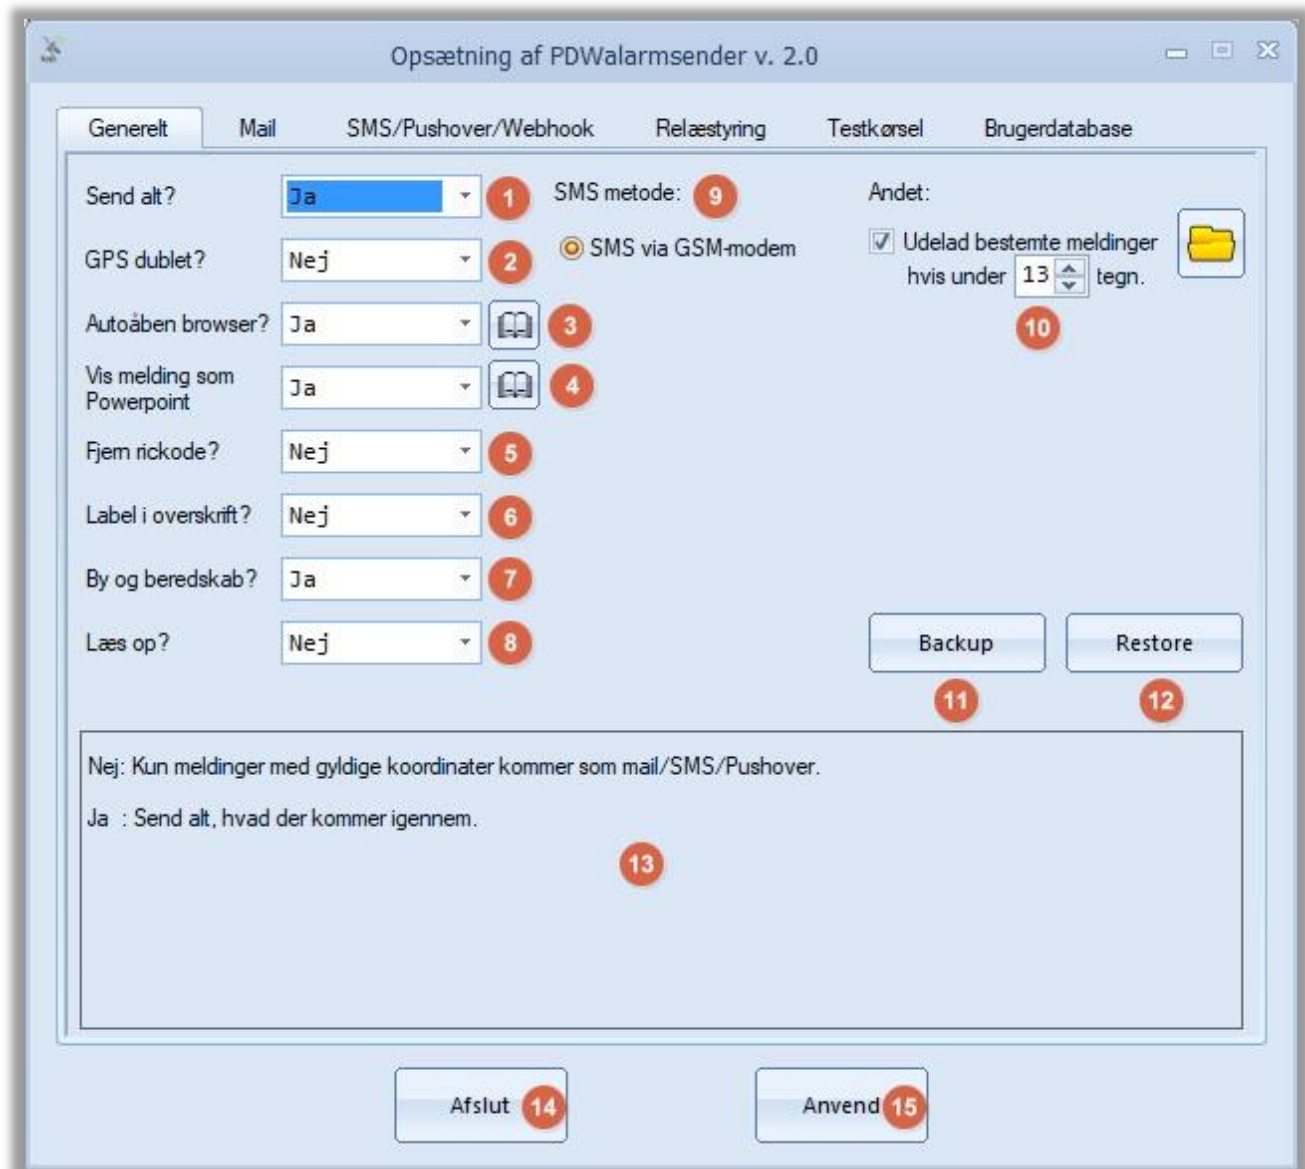 Opsætning af PDWalarmsender v. 2.0
Generelt Mail SMS/Pushover/Webhook Relæstyring Testkørsel Brugerdatabase
Send alt? Ja 1 SMS metode: 9 Andet:
GPS dublet? Nej 2 SMS via GSM-modem Udelad bestemte meldinger
hvis under 13 tegn.
Autoåben browser? Ja 3 10
Vis melding som
Powerpoint Ja 4
Fjern rickode? Nej 5
Label i overskrift? Nej 6
By og beredskab? Ja 7
Læs op? Nej 8 Backup Restore
11 12
Nej: Kun meldinger med gyldige koordinater kommer som mail/SMS/Pushover.
Ja : Send alt, hvad der kommer igennem.
13
Afslut 14 Anvend 15